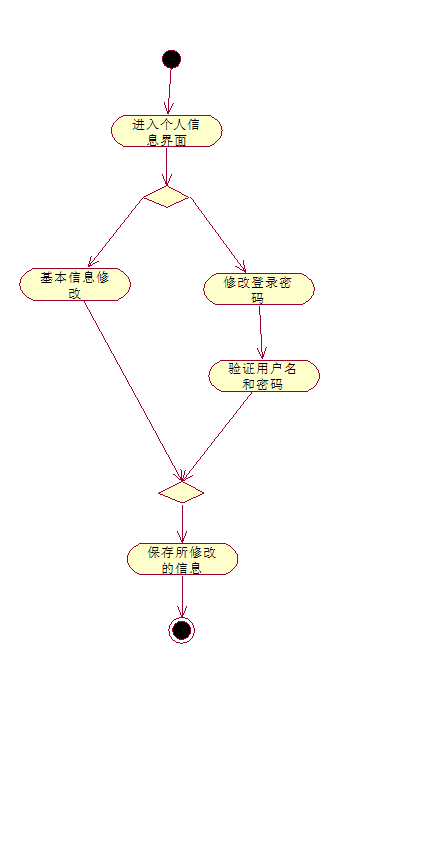 进入个人信
息界面
基本信息修
改
修改登录密
码
验证用户名
和密码
保存所修改
的信息